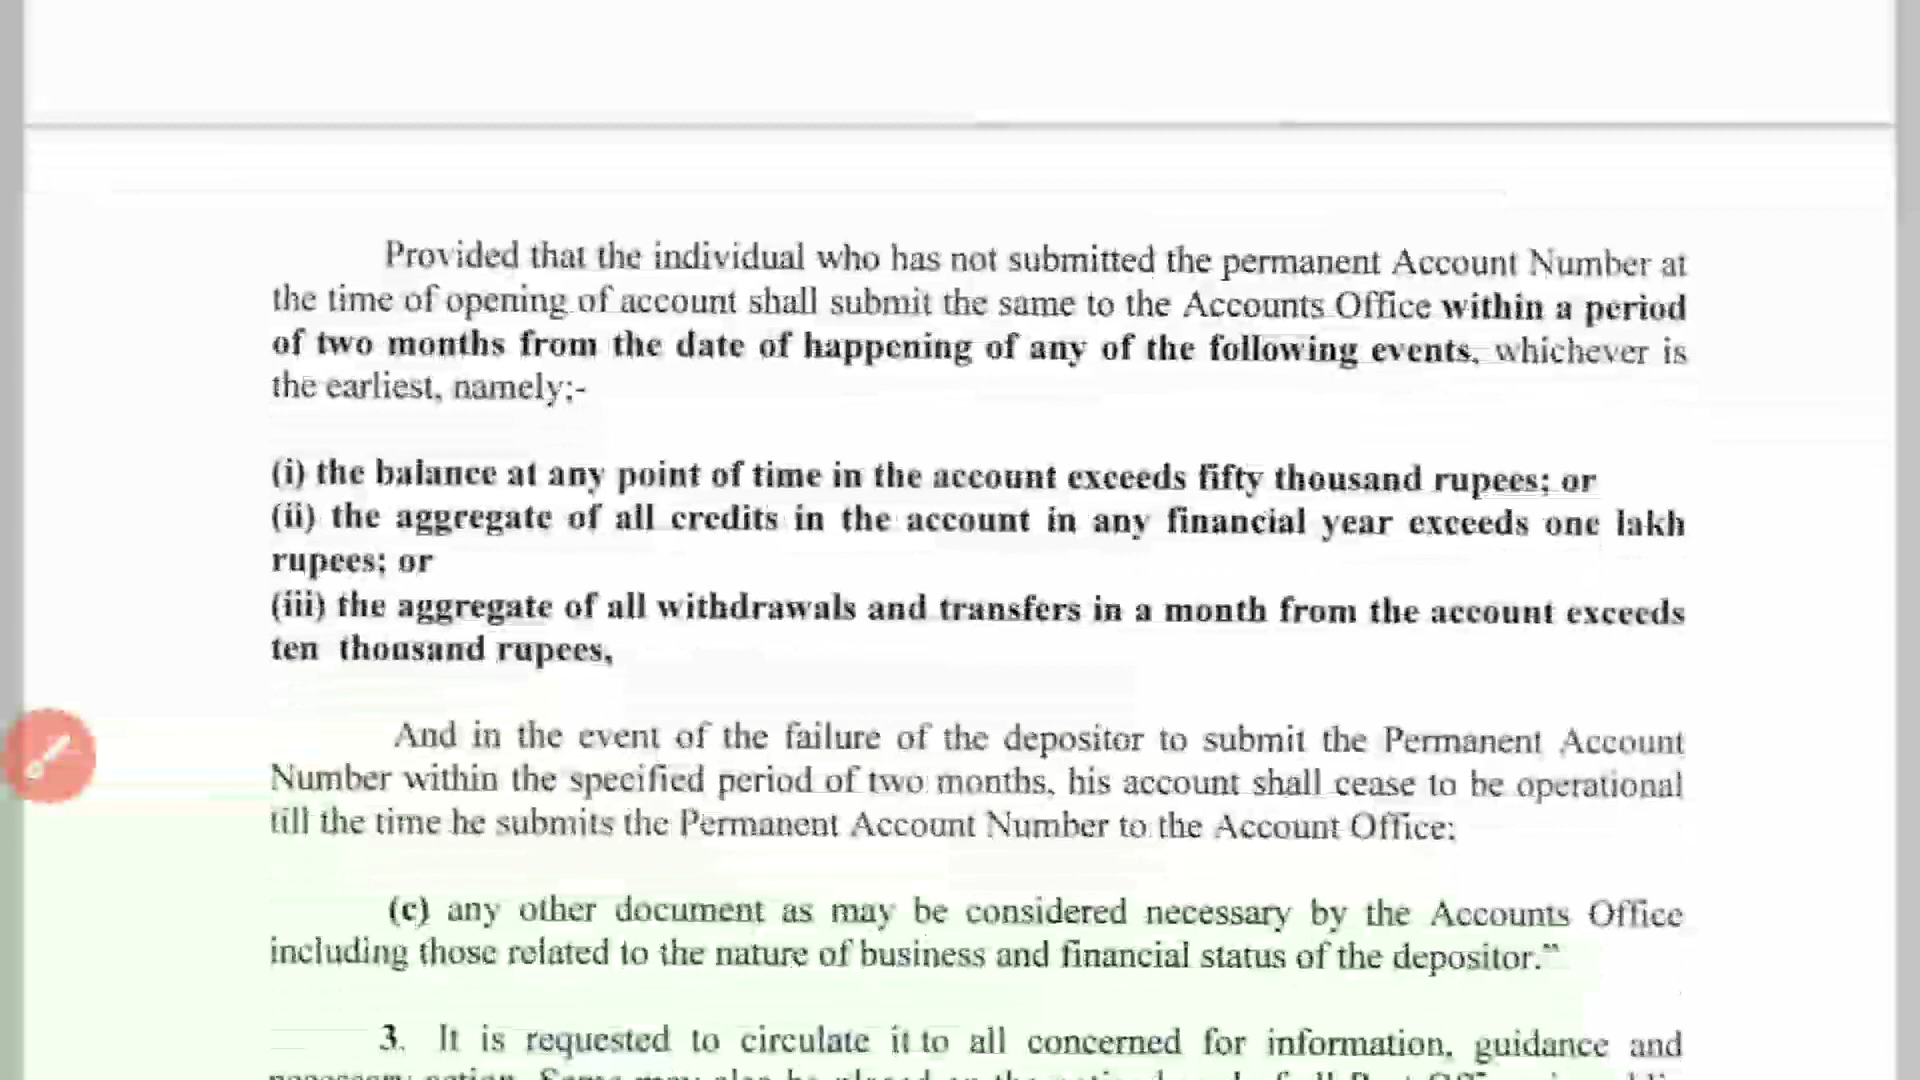 Provided that the individual who has not submitted the permanent Account Number at
the time of opening of account shall submit the same to the Accounts Office within a period
of two months from the date of happening of any of the following events, whichever is
the earliest, namely:-
(i) the balance at any point of time in the account exceeds fifty thousand rupees; or
(ii) the aggregate of all credits in the account in any financial year exceeds one lakh
rupees; or
(iii) the aggregate of all withdrawals and transfers in a month from the account exceeds
ten thousand rupees,
And in the event of the failure of the depositor to submit the Permanent Account
Number within the specified period of two months, his account shall cease to be operational
till the time he submits the Permanent Account Number to the Account Office;
(c) any other document as may be considered necessary by the Accounts Office
including those related to the nature of business and financial status of the depositor."
3. It is requested to circulate it to all concerned for information, guidance and